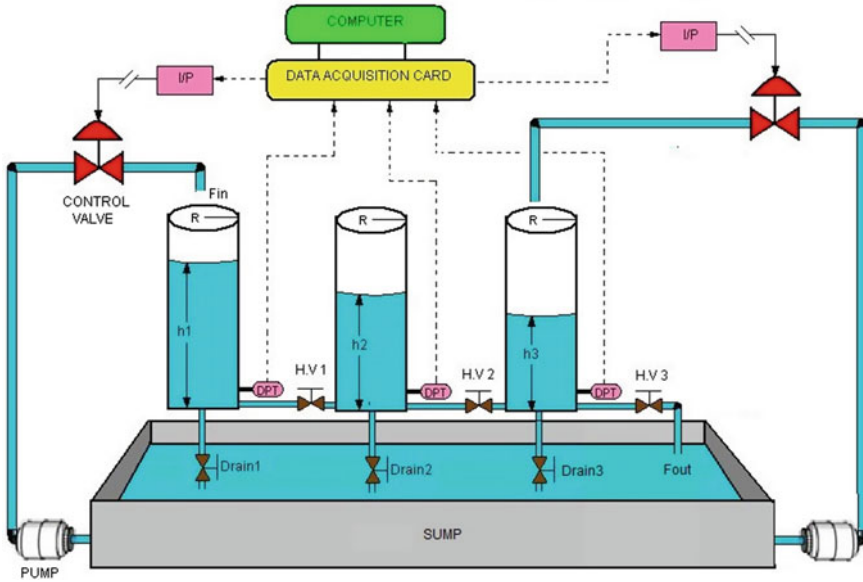 COMPUTER
DATA ACQUISITION CARD
I/P
I/P
CONTROL
VALVE
Fin
R
R
R
h1
h2
h3
DPT
H.V 1
DPT
H.V 2
DPT
H.V 3
Drain1
Drain2
Drain3
Fout
SUMP
PUMP